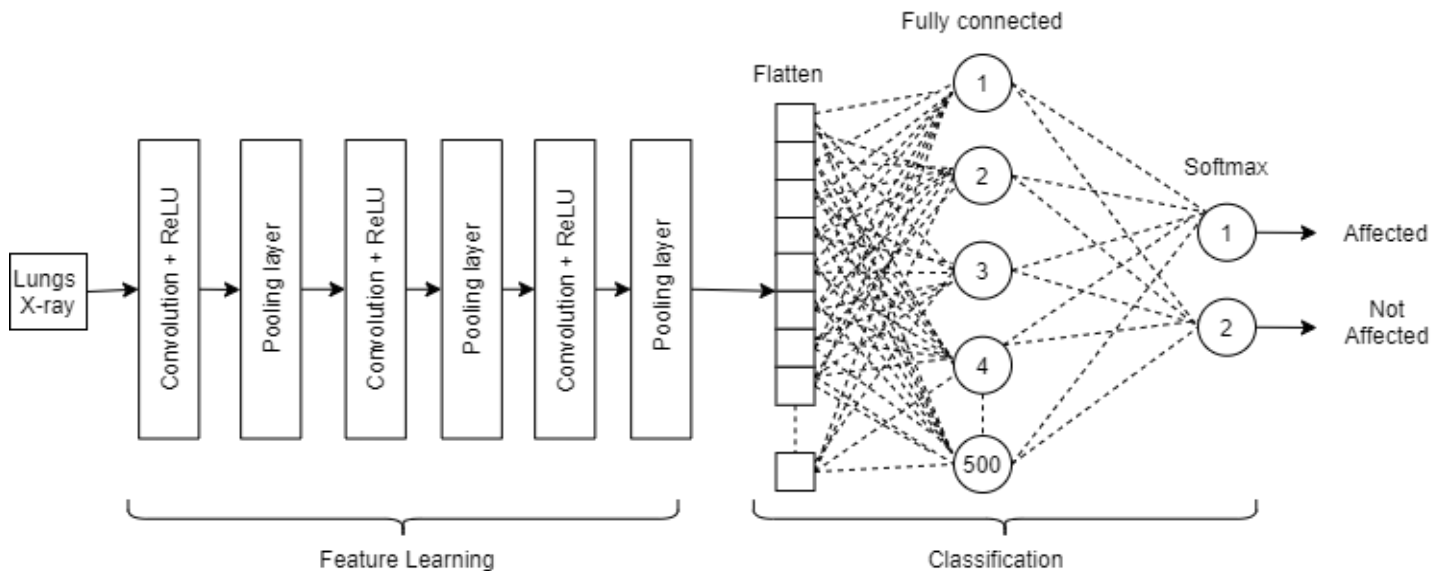 Fully connected
Flatten
Softmax
Lungs
X-ray
Convolution + ReLU
Pooling layer
Convolution + ReLU
Pooling layer
Convolution + ReLU
Pooling layer
1
2
3
4
500
1
2
Affected
Not
Affected
Feature Learning
Classification